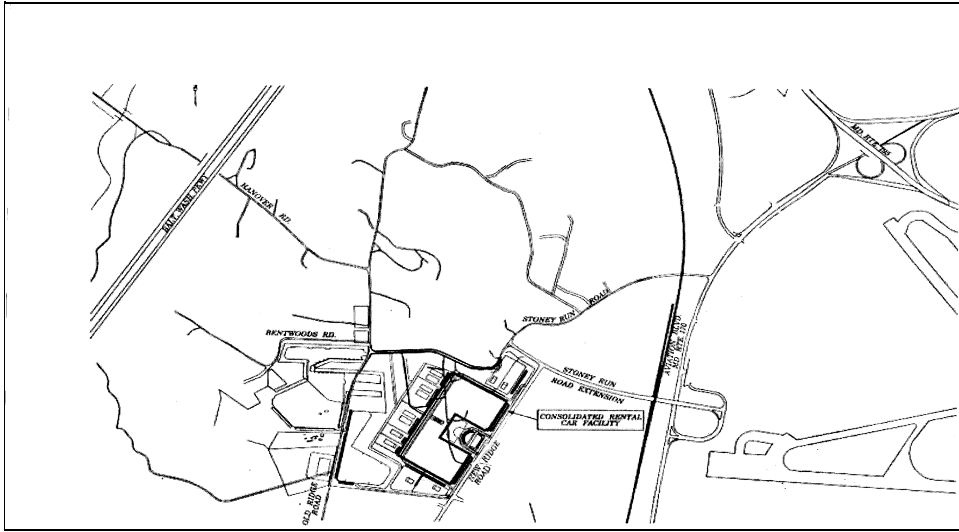 MD. RTE 195
BALT. WASH PKWY
HANOVER RD.
STONEY RUN ROAD
BENTWOODS RD.
AVIATION BLVD.
MD. RTE 170
STONEY RUN
ROAD EXTENSION
CONSOLIDATED RENTAL
CAR FACILITY
NEW RIDGE
ROAD
OLD RIDGE
ROAD